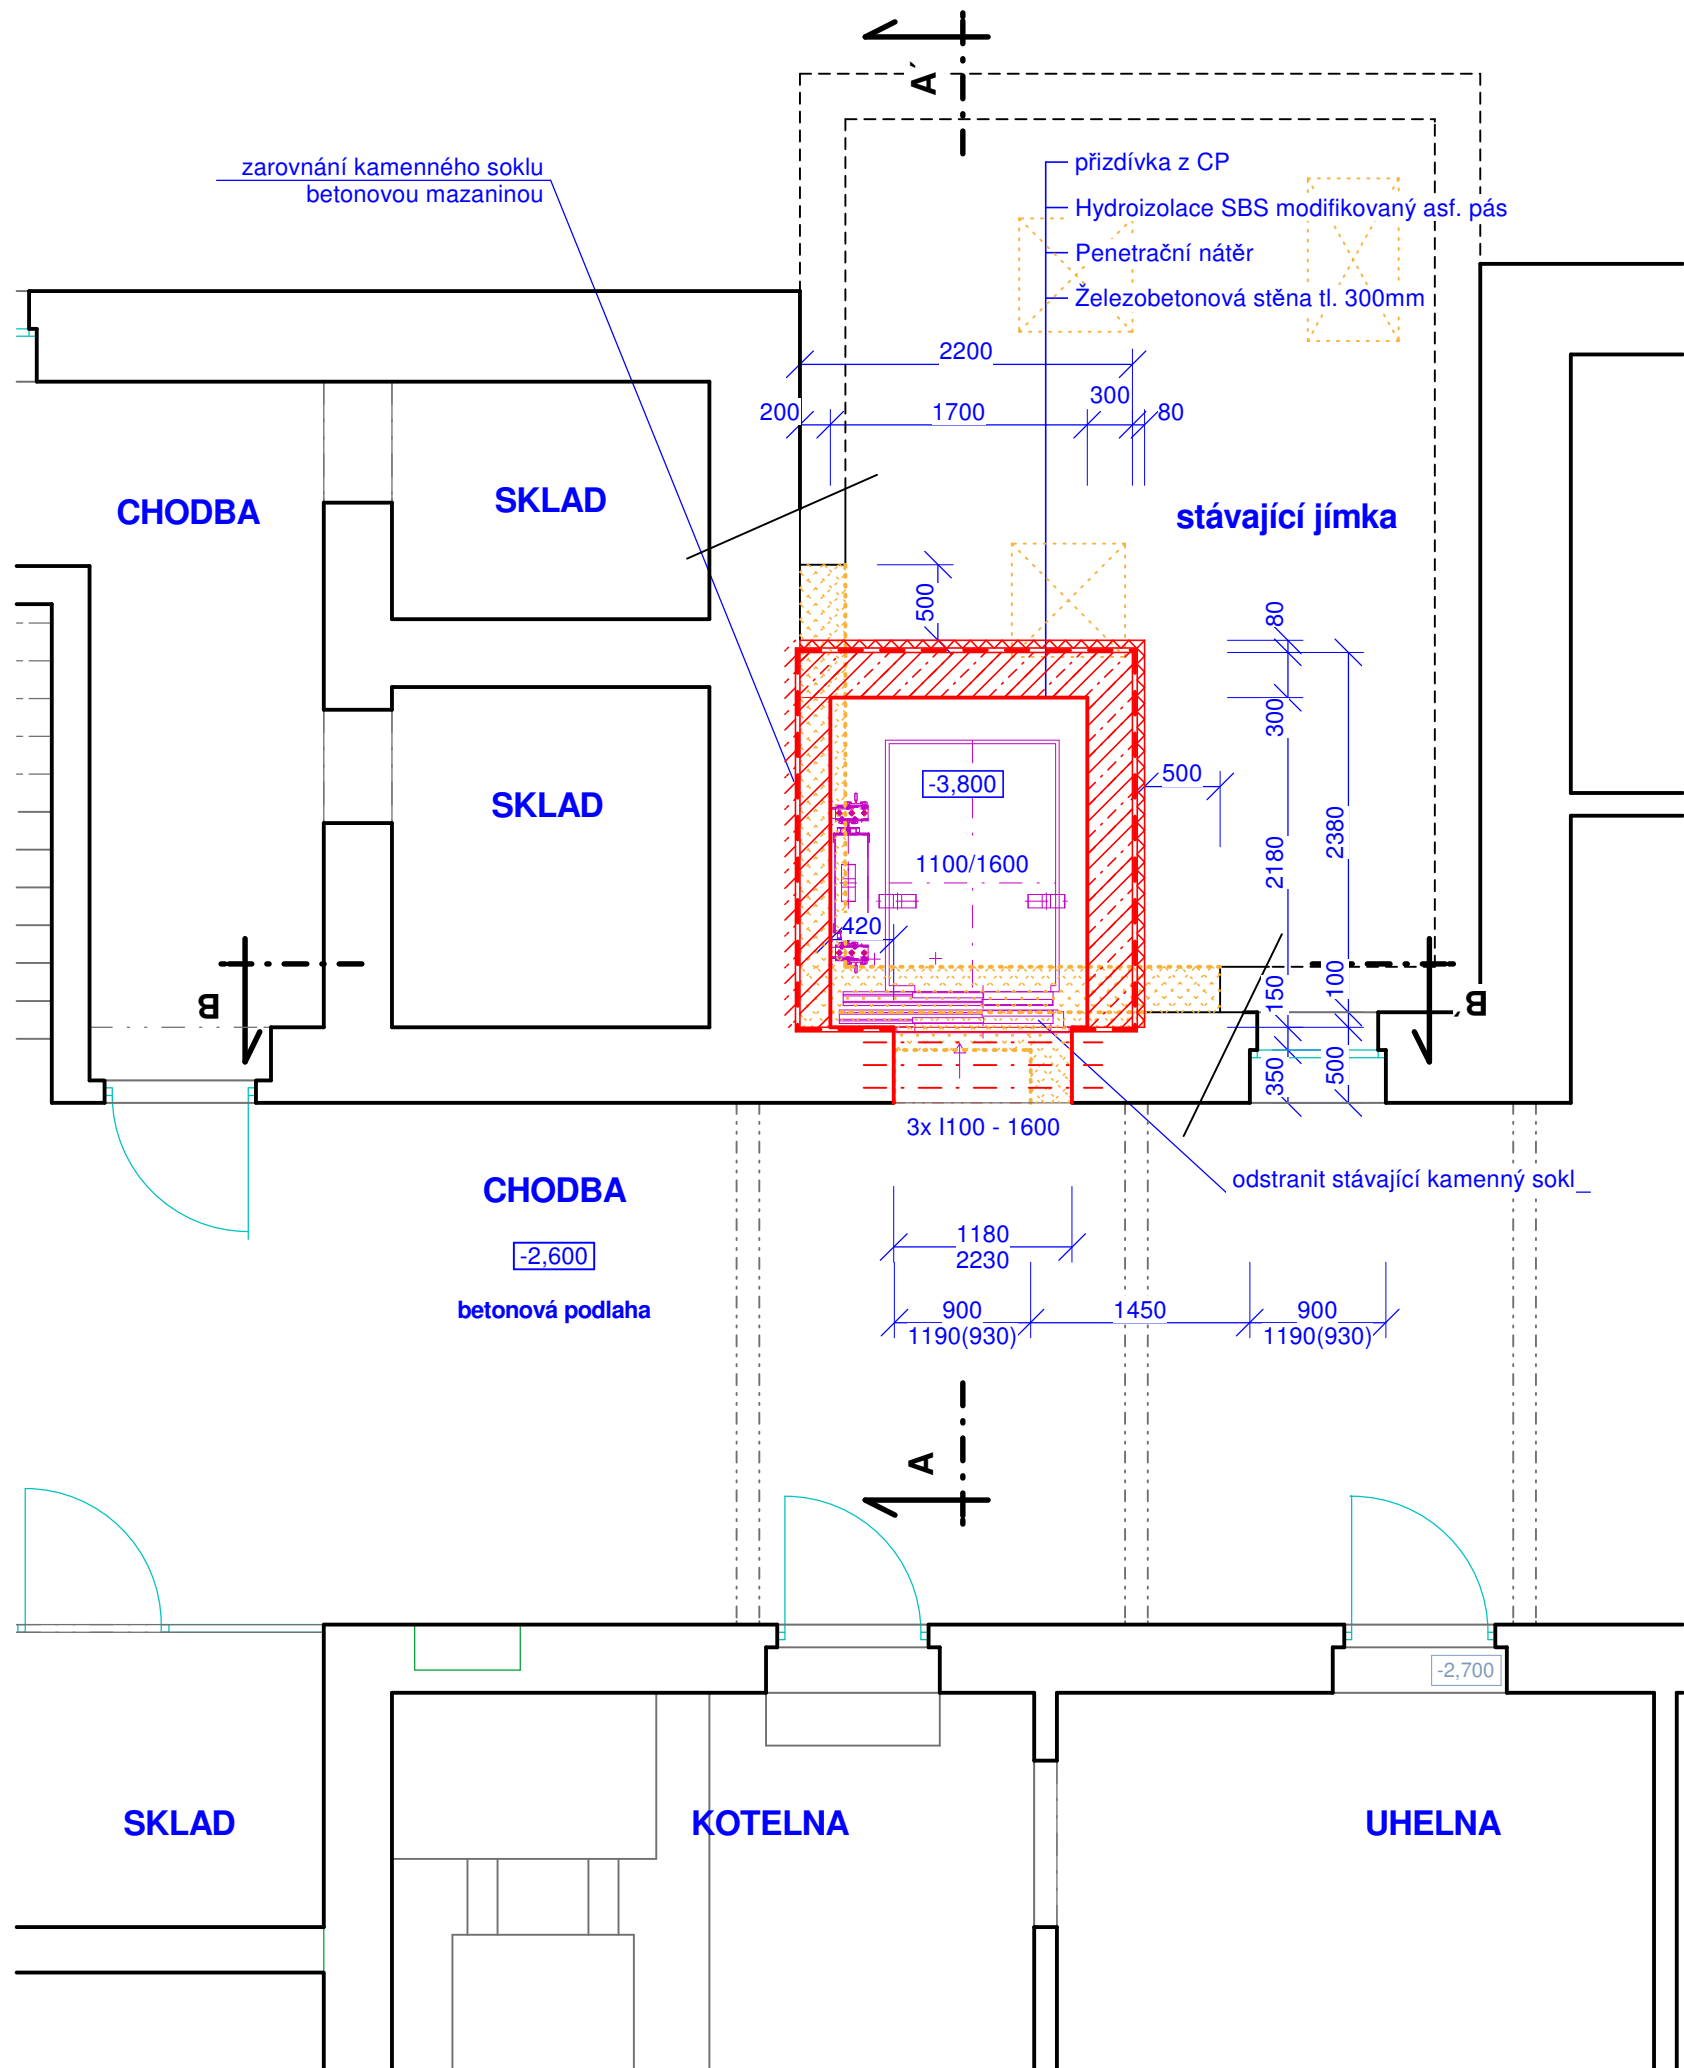 A´
zarovnání kamenného soklu
betonovou mazaninou
přizdívka z CP
Hydroizolace SBS modifikovaný asf. pás
Penetrační nátěr
Železobetonová stěna tl. 300mm
2200
200
1700
300
80
CHODBA
SKLAD
stávající jímka
500
80
300
2180
2380
150
100
350
500
SKLAD
-3,800
500
1100/1600
420
B
B´
3x I100 - 1600
odstranit stávající kamenný sokl_
CHODBA
-2,600
betonová podlaha
1180
2230
900
1190(930)
1450
900
1190(930)
A
-2,700
SKLAD
KOTELNA
UHELNA